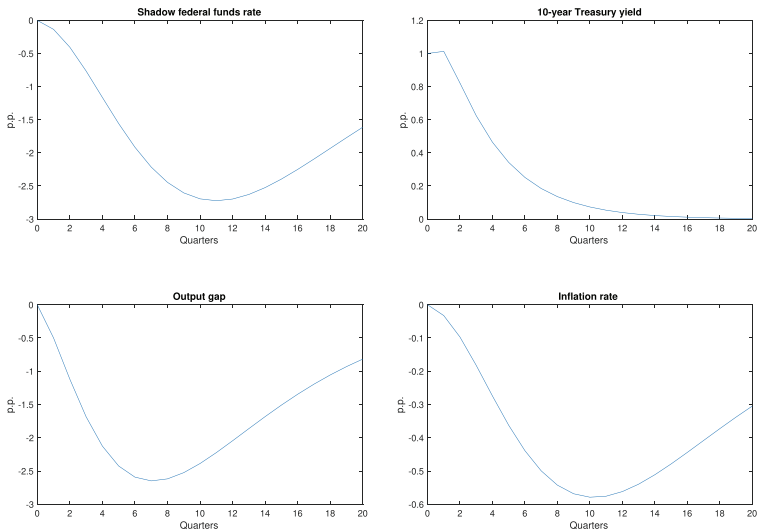 Shadow federal funds rate
0
-0.5
-1
-1.5
-2
-2.5
-3
p.p.
0 2 4 6 8 10 12 14 16 18 20
Quarters
10-year Treasury yield
1.2
1
0.8
0.6
0.4
0.2
0
p.p.
0 2 4 6 8 10 12 14 16 18 20
Quarters
Output gap
0
-0.5
-1
-1.5
-2
-2.5
-3
p.p.
0 2 4 6 8 10 12 14 16 18 20
Quarters
Inflation rate
0
-0.1
-0.2
-0.3
-0.4
-0.5
-0.6
p.p.
0 2 4 6 8 10 12 14 16 18 20
Quarters